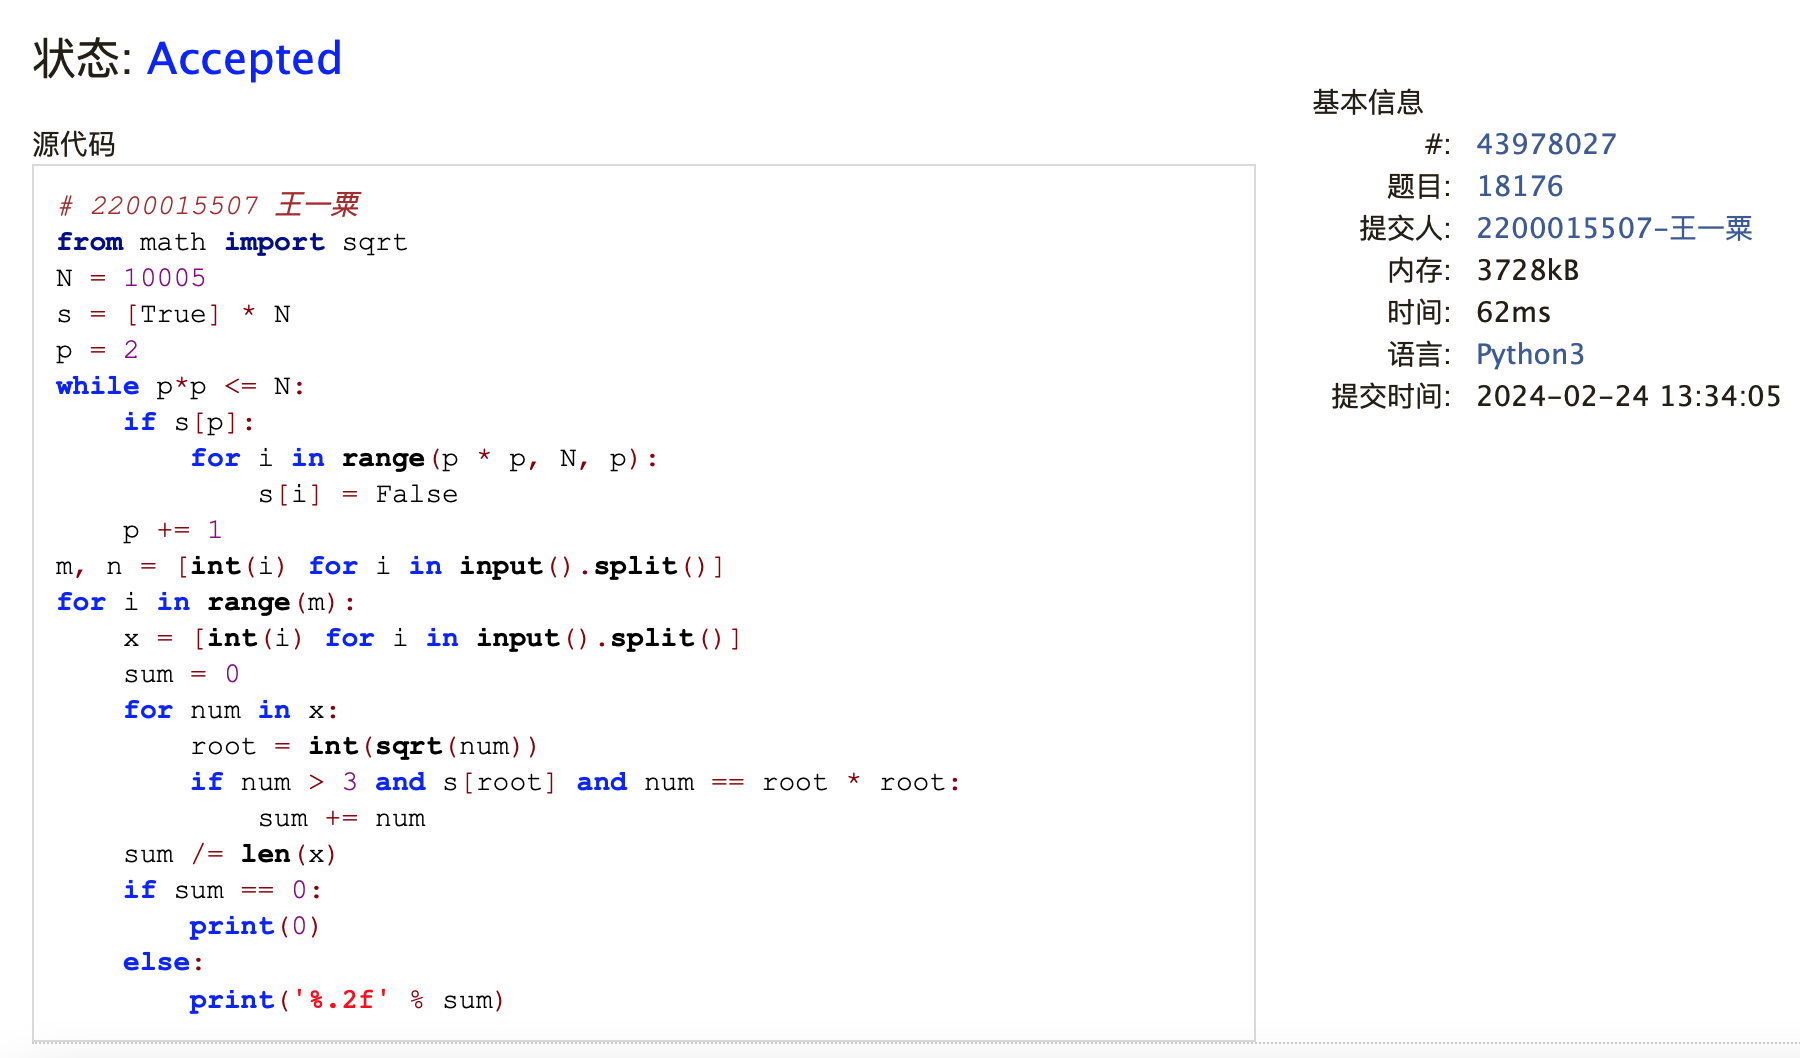 状态: Accepted
源代码
# 2200015507 王一粟
from math import sqrt
N = 10005
s = [True] * N
p = 2
while p*p <= N:
    if s[p]:
        for i in range(p * p, N, p):
            s[i] = False
    p += 1
m, n = [int(i) for i in input().split()]
for i in range(m):
    x = [int(i) for i in input().split()]
    sum = 0
    for num in x:
        root = int(sqrt(num))
        if num > 3 and s[root] and num == root * root:
            sum += num
    sum /= len(x)
    if sum == 0:
        print(0)
    else:
        print('%.2f' % sum)
基本信息
#: 43978027
题目: 18176
提交人: 2200015507-王一粟
内存: 3728kB
时间: 62ms
语言: Python3
提交时间: 2024-02-24 13:34:05